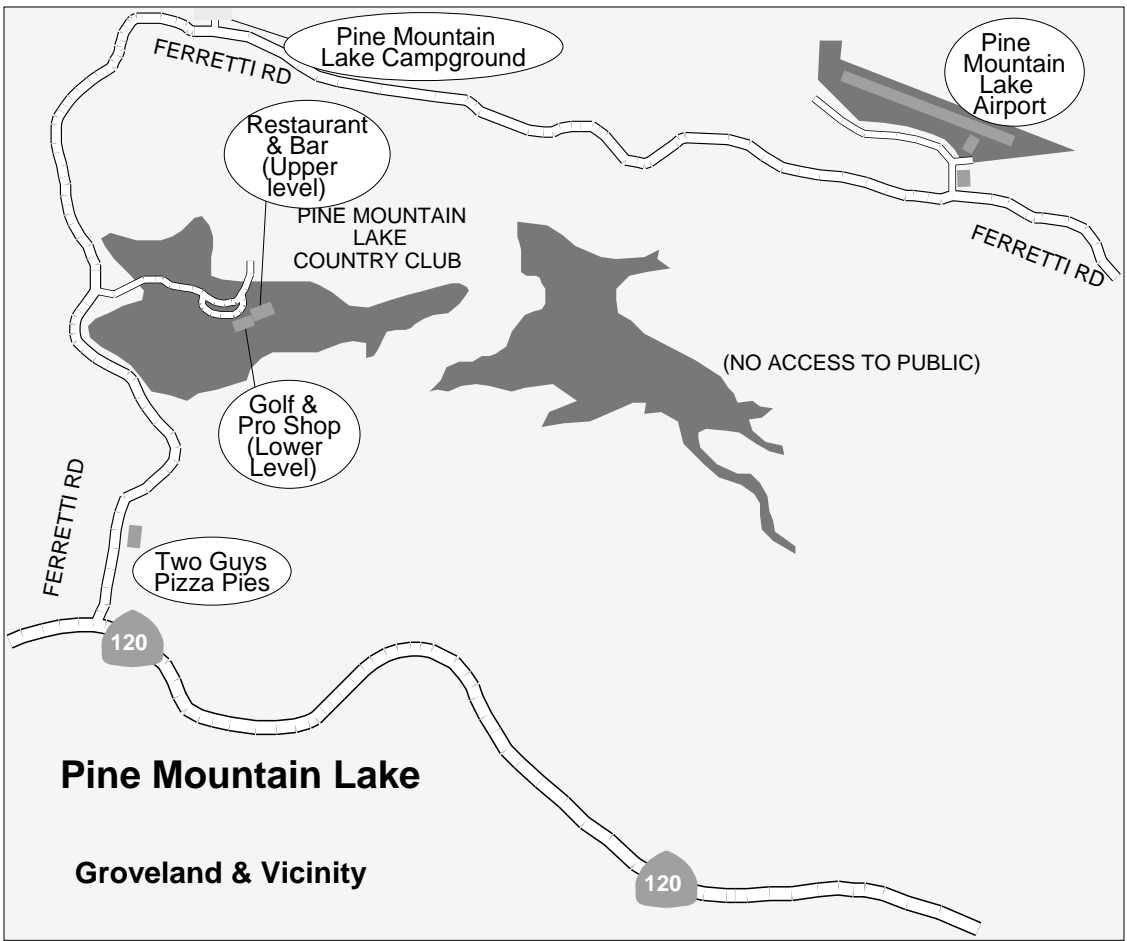 Pine Mountain
Lake Campground
FERRETTI RD
Pine
Mountain
Lake
Airport
Restaurant
& Bar
(Upper
level)
PINE MOUNTAIN
LAKE
COUNTRY CLUB
FERRETTI RD
(NO ACCESS TO PUBLIC)
Golf &
Pro Shop
(Lower
Level)
FERRETTI RD
Two Guys
Pizza Pies
120
Pine Mountain Lake
Groveland & Vicinity
120